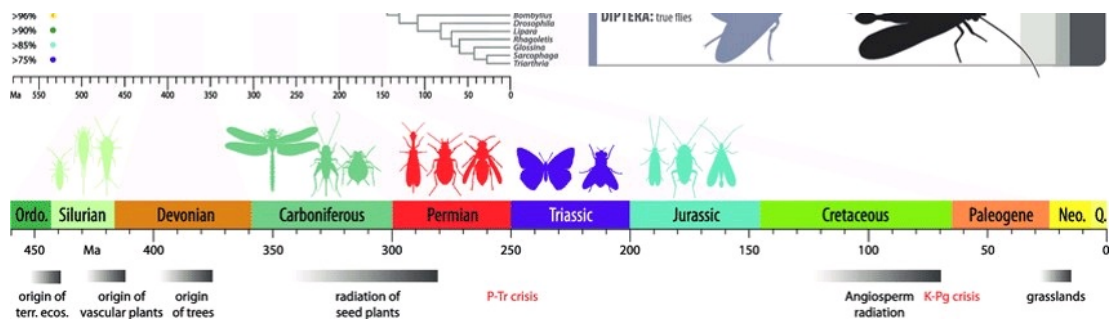 >96%
>90%
>85%
>75%
Bombylius
Drosophila
Lipara
Rhagoletis
Glossina
Sarcophaga
Triarthria
DIPTERA: true flies
Ma 550 500 450 400 350 300 250 200 150 100 50 0
Ordo. Silurian Devonian Carboniferous Permian Triassic Jurassic Cretaceous Paleogene Neo. Q.
450 Ma 400 350 300 250 200 150 100 50 0
origin of terr. ecos.
origin of vascular plants
origin of trees
radiation of seed plants
P-Tr crisis
Angiosperm radiation
K-Pg crisis
grasslands